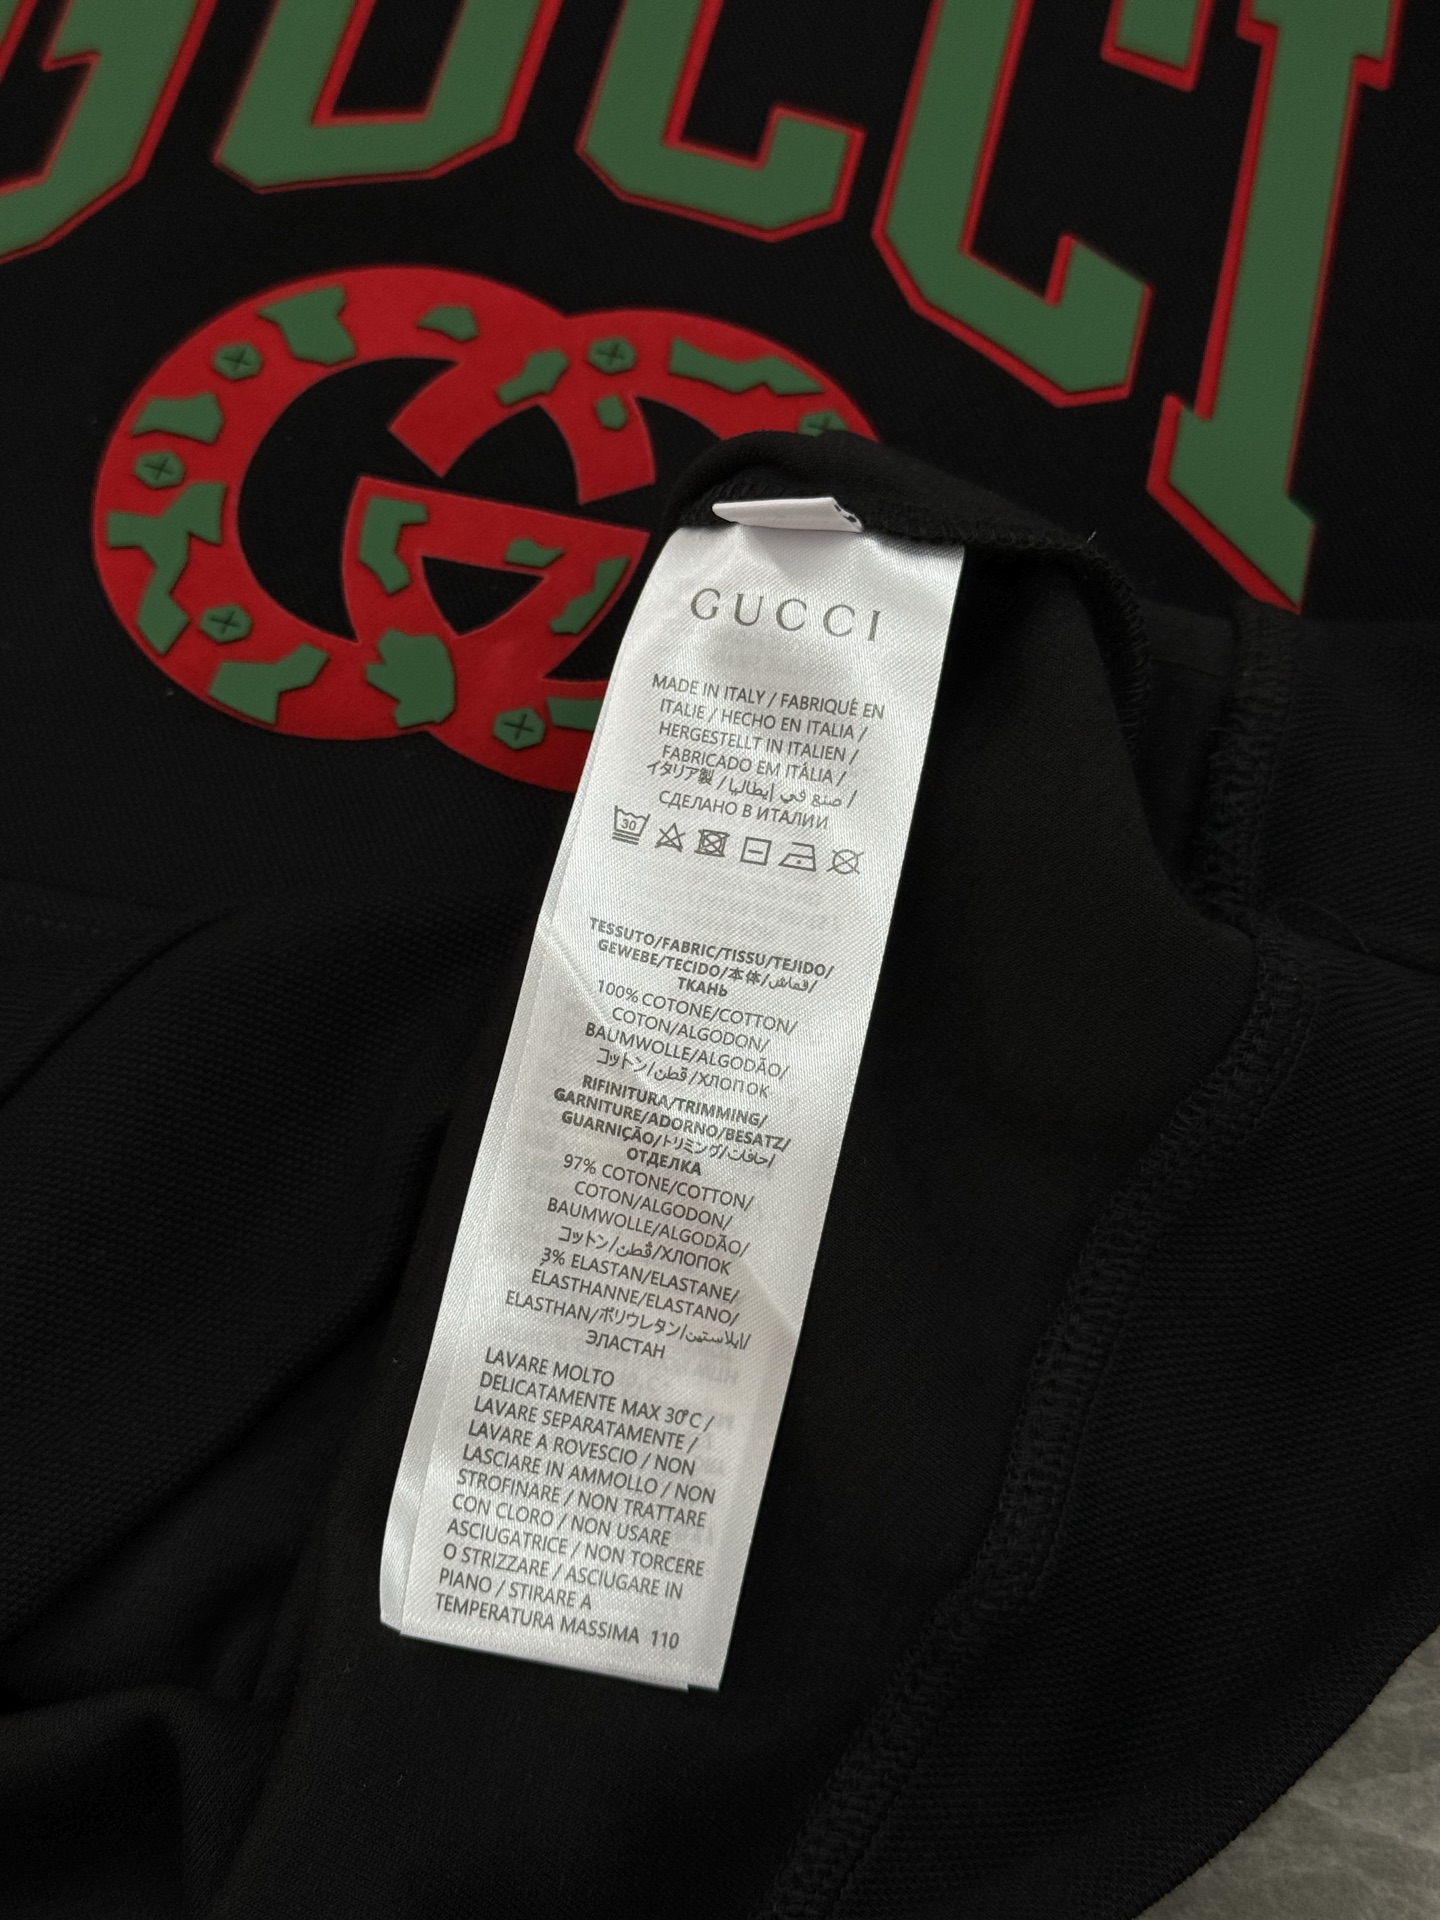 GUCCI
GUCCI
MADE IN ITALY / FABRIQUÉ EN
ITALIE / HECHO EN ITALIA /
HERGESTELLT IN ITALIEN /
FABRICADO EM ITÁLIA /
イタリア製 / صنع في إيطاليا /
СДЕЛАНО В ИТАЛИИ
30
TESSUTO/FABRIC/TISSU/TEJIDO/
GEWEBE/TECIDO/本体/قماش/
ТКАНЬ
100% COTONE/COTTON/
COTON/ALGODON/
BAUMWOLLE/ALGODÃO/
コットン/قطن/ХЛОПОК
RIFINITURA/TRIMMING/
GARNITURE/ADORNO/BESATZ/
GUARNIÇÃO/トリミング/حافات/
ОТДЕЛКА
97% COTONE/COTTON/
COTON/ALGODON/
BAUMWOLLE/ALGODÃO/
コットン/قطن/ХЛОПОК
3% ELASTAN/ELASTANE/
ÉLASTHANNE/ELASTANO/
ELASTHAN/ポリウレタン/ايلاستين/
ЭЛАСТАН
LAVARE MOLTO
DELICATAMENTE MAX 30°C /
LAVARE SEPARATAMENTE /
LAVARE A ROVESCIO / NON
LASCIARE IN AMMOLLO / NON
STROFINARE / NON TRATTARE
CON CLORO / NON USARE
ASCIUGATRICE / NON TORCERE
O STRIZZARE / ASCIUGARE IN
PIANO / STIRARE A
TEMPERATURA MASSIMA 110